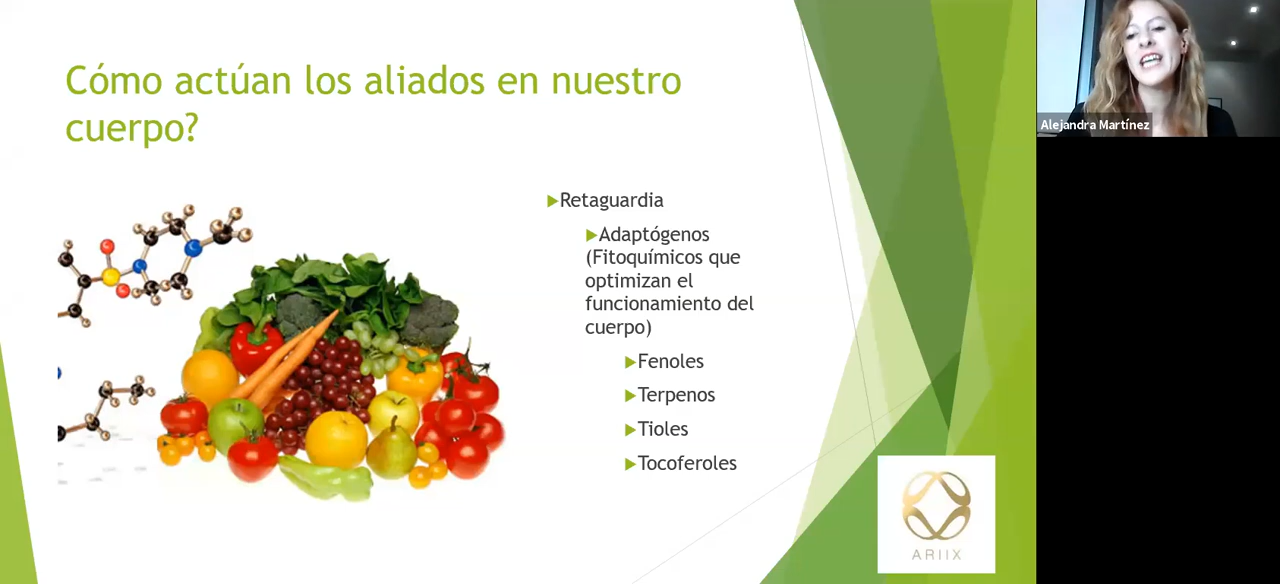 Cómo actúan los aliados en nuestro
cuerpo?
Retaguardia
Adaptógenos
(Fitoquímicos que
optimizan el
funcionamiento del
cuerpo)
Fenoles
Terpenos
Tioles
Tocoferoles
ARIIX
Alejandra Martínez